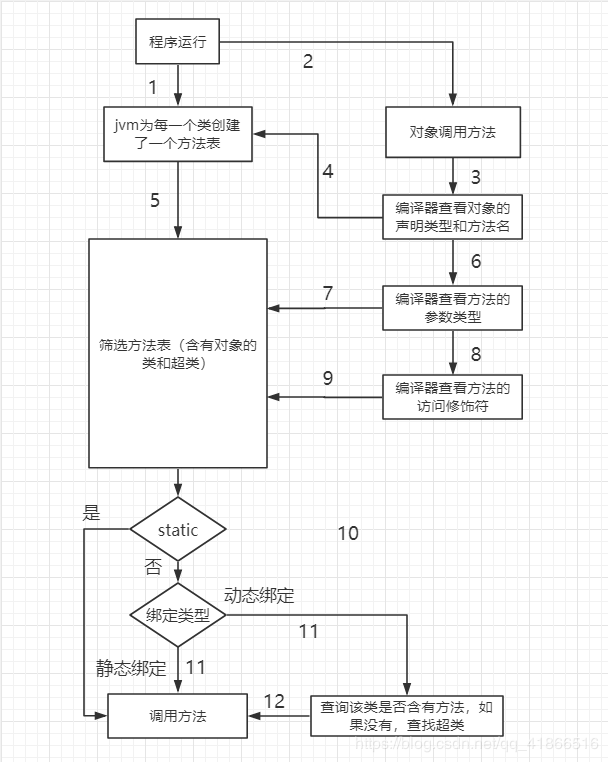 程序运行
2
1
jvm为每一个类创建
了一个方法表
对象调用方法
4
3
5
编译器查看对象的
声明类型和方法名
6
7
编译器查看方法的
参数类型
筛选方法表（含有对象的
类和超类）
8
9
编译器查看方法的
访问修饰符
是
static
10
否
动态绑定
绑定类型
11
静态绑定
11
12
调用方法
查询该类是否含有方法，如
果没有，查找超类
https://blog.csdn.net/qq_41866516